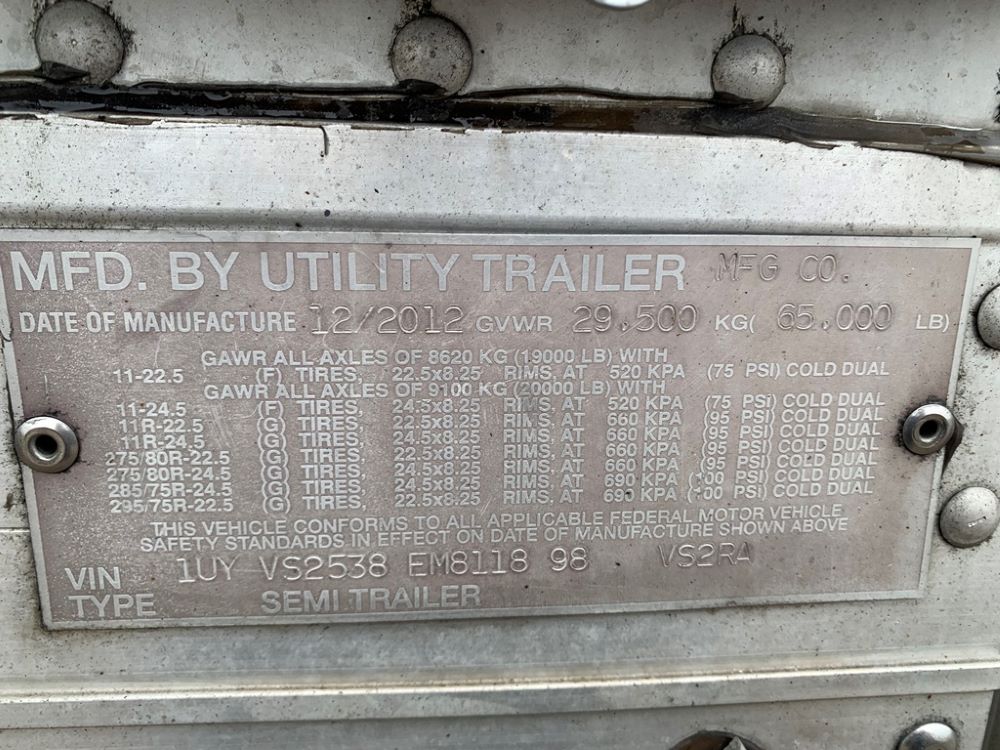 MFD. BY UTILITY TRAILER MFG CO.
DATE OF MANUFACTURE 12/2012 GVWR 29.500 KG( 65.000 LB)
GAWR ALL AXLES OF 8620 KG (19000 LB) WITH
11-22.5 (F) TIRES, 22.5x8.25 RIMS. AT 520 KPA (75 PSI) COLD DUAL
GAWR ALL AXLES OF 9100 KG (20000 LB) WITH
11-24.5 (F) TIRES, 24.5x8.25 RIMS. AT 520 KPA (75 PSI) COLD DUAL
11R-22.5 (G) TIRES, 22.5x8.25 RIMS. AT 660 KPA (95 PSI) COLD DUAL
11R-24.5 (G) TIRES, 24.5x8.25 RIMS. AT 660 KPA (95 PSI) COLD DUAL
275/80R-22.5 (G) TIRES, 22.5x8.25 RIMS. AT 660 KPA (95 PSI) COLD DUAL
275/80R-24.5 (G) TIRES, 24.5x8.25 RIMS. AT 660 KPA (95 PSI) COLD DUAL
285/75R-24.5 (G) TIRES, 24.5x8.25 RIMS. AT 690 KPA (100 PSI) COLD DUAL
295/75R-22.5 (G) TIRES, 22.5x8.25 RIMS. AT 690 KPA (100 PSI) COLD DUAL
THIS VEHICLE CONFORMS TO ALL APPLICABLE FEDERAL MOTOR VEHICLE
SAFETY STANDARDS IN EFFECT ON DATE OF MANUFACTURE SHOWN ABOVE
VIN 1UY VS2538 EM8118 98 VS2RA
TYPE SEMI TRAILER